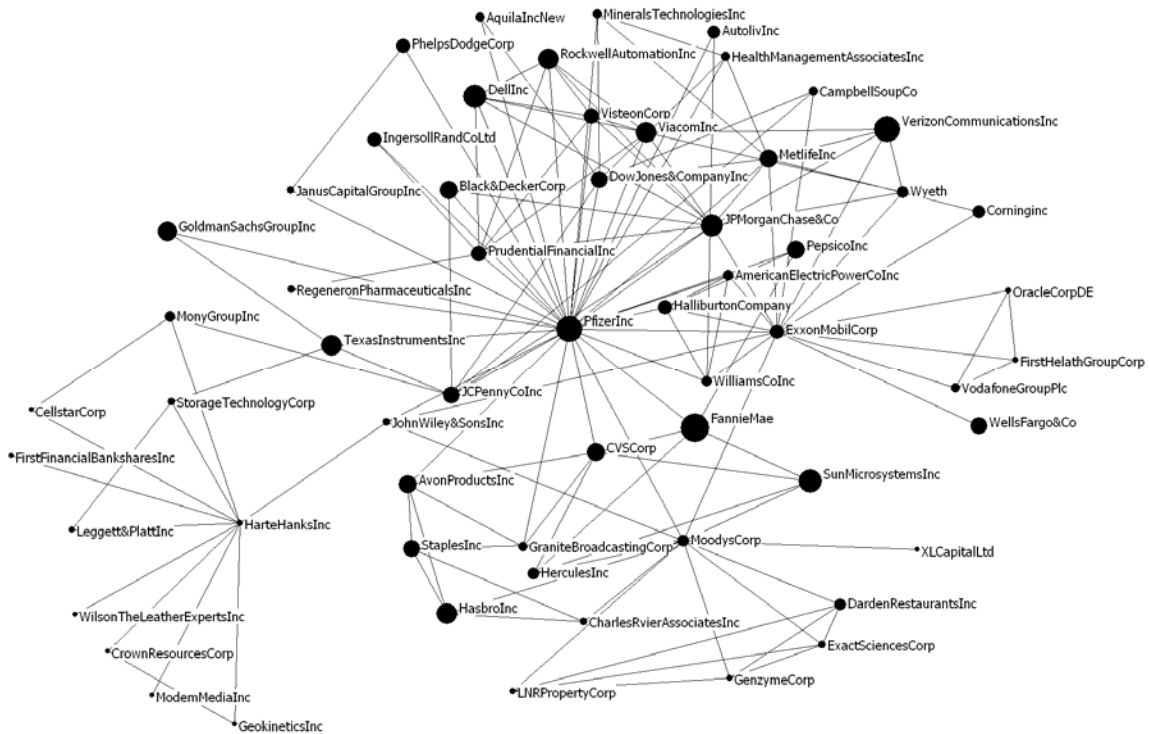 AquilaIncNew
MineralsTechnologiesInc
AutolivInc
PhelpsDodgeCorp
RockwellAutomationInc
HealthManagementAssociatesInc
DellInc
CampbellSoupCo
VisteonCorp
ViacomInc
VerizonCommunicationsInc
IngersollRandCoLtd
MetlifeInc
DowJones&CompanyInc
Black&DeckerCorp
JanusCapitalGroupInc
Wyeth
Corninginc
JPMorganChase&Co
GoldmanSachsGroupInc
PepsicoInc
PrudentialFinancialInc
AmericanElectricPowerCoInc
RegeneronPharmaceuticalsInc
OracleCorpDE
HalliburtonCompany
MonyGroupInc
PfizerInc
ExxonMobilCorp
TexasInstrumentsInc
FirstHelathGroupCorp
WilliamsCoInc
VodafoneGroupPlc
JCPennyCoInc
StorageTechnologyCorp
CellstarCorp
JohnWiley&SonsInc
FannieMae
WellsFargo&Co
CVSCorp
FirstFinancialBanksharesInc
SunMicrosystemsInc
AvonProductsInc
HarteHanksInc
Leggett&PlattInc
MoodysCorp
StaplesInc
GraniteBroadcastingCorp
XLCapitalLtd
HerculesInc
DardenRestaurantsInc
HasbroInc
WilsonTheLeatherExpertsInc
CharlesRvierAssociatesInc
ExactSciencesCorp
CrownResourcesCorp
GenzymeCorp
LNRPropertyCorp
ModemMediaInc
GeokineticsInc